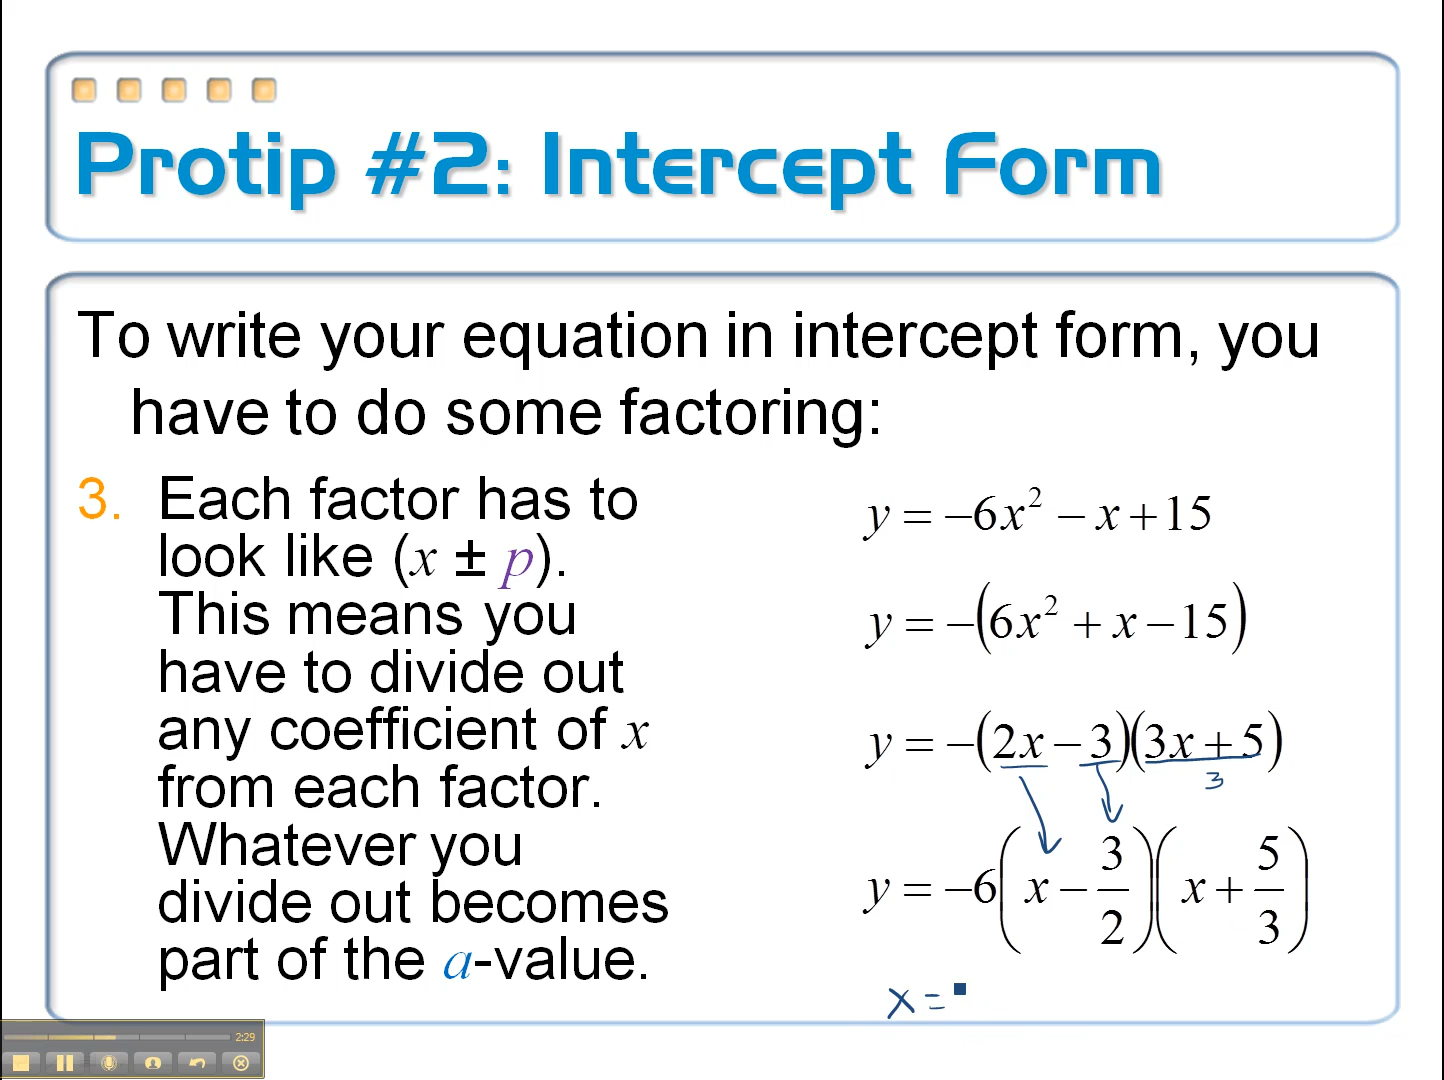 Protip #2: Intercept Form
To write your equation in intercept form, you
have to do some factoring:
3. Each factor has to
look like (x ± p).
This means you
have to divide out
any coefficient of x
from each factor.
Whatever you
divide out becomes
part of the a-value.
y = −6x² − x + 15
y = −(6x² + x − 15)
y = −(2x − 3)(3x + 5)
3
y = −6(x − 3/2)(x + 5/3)
x =
2:29